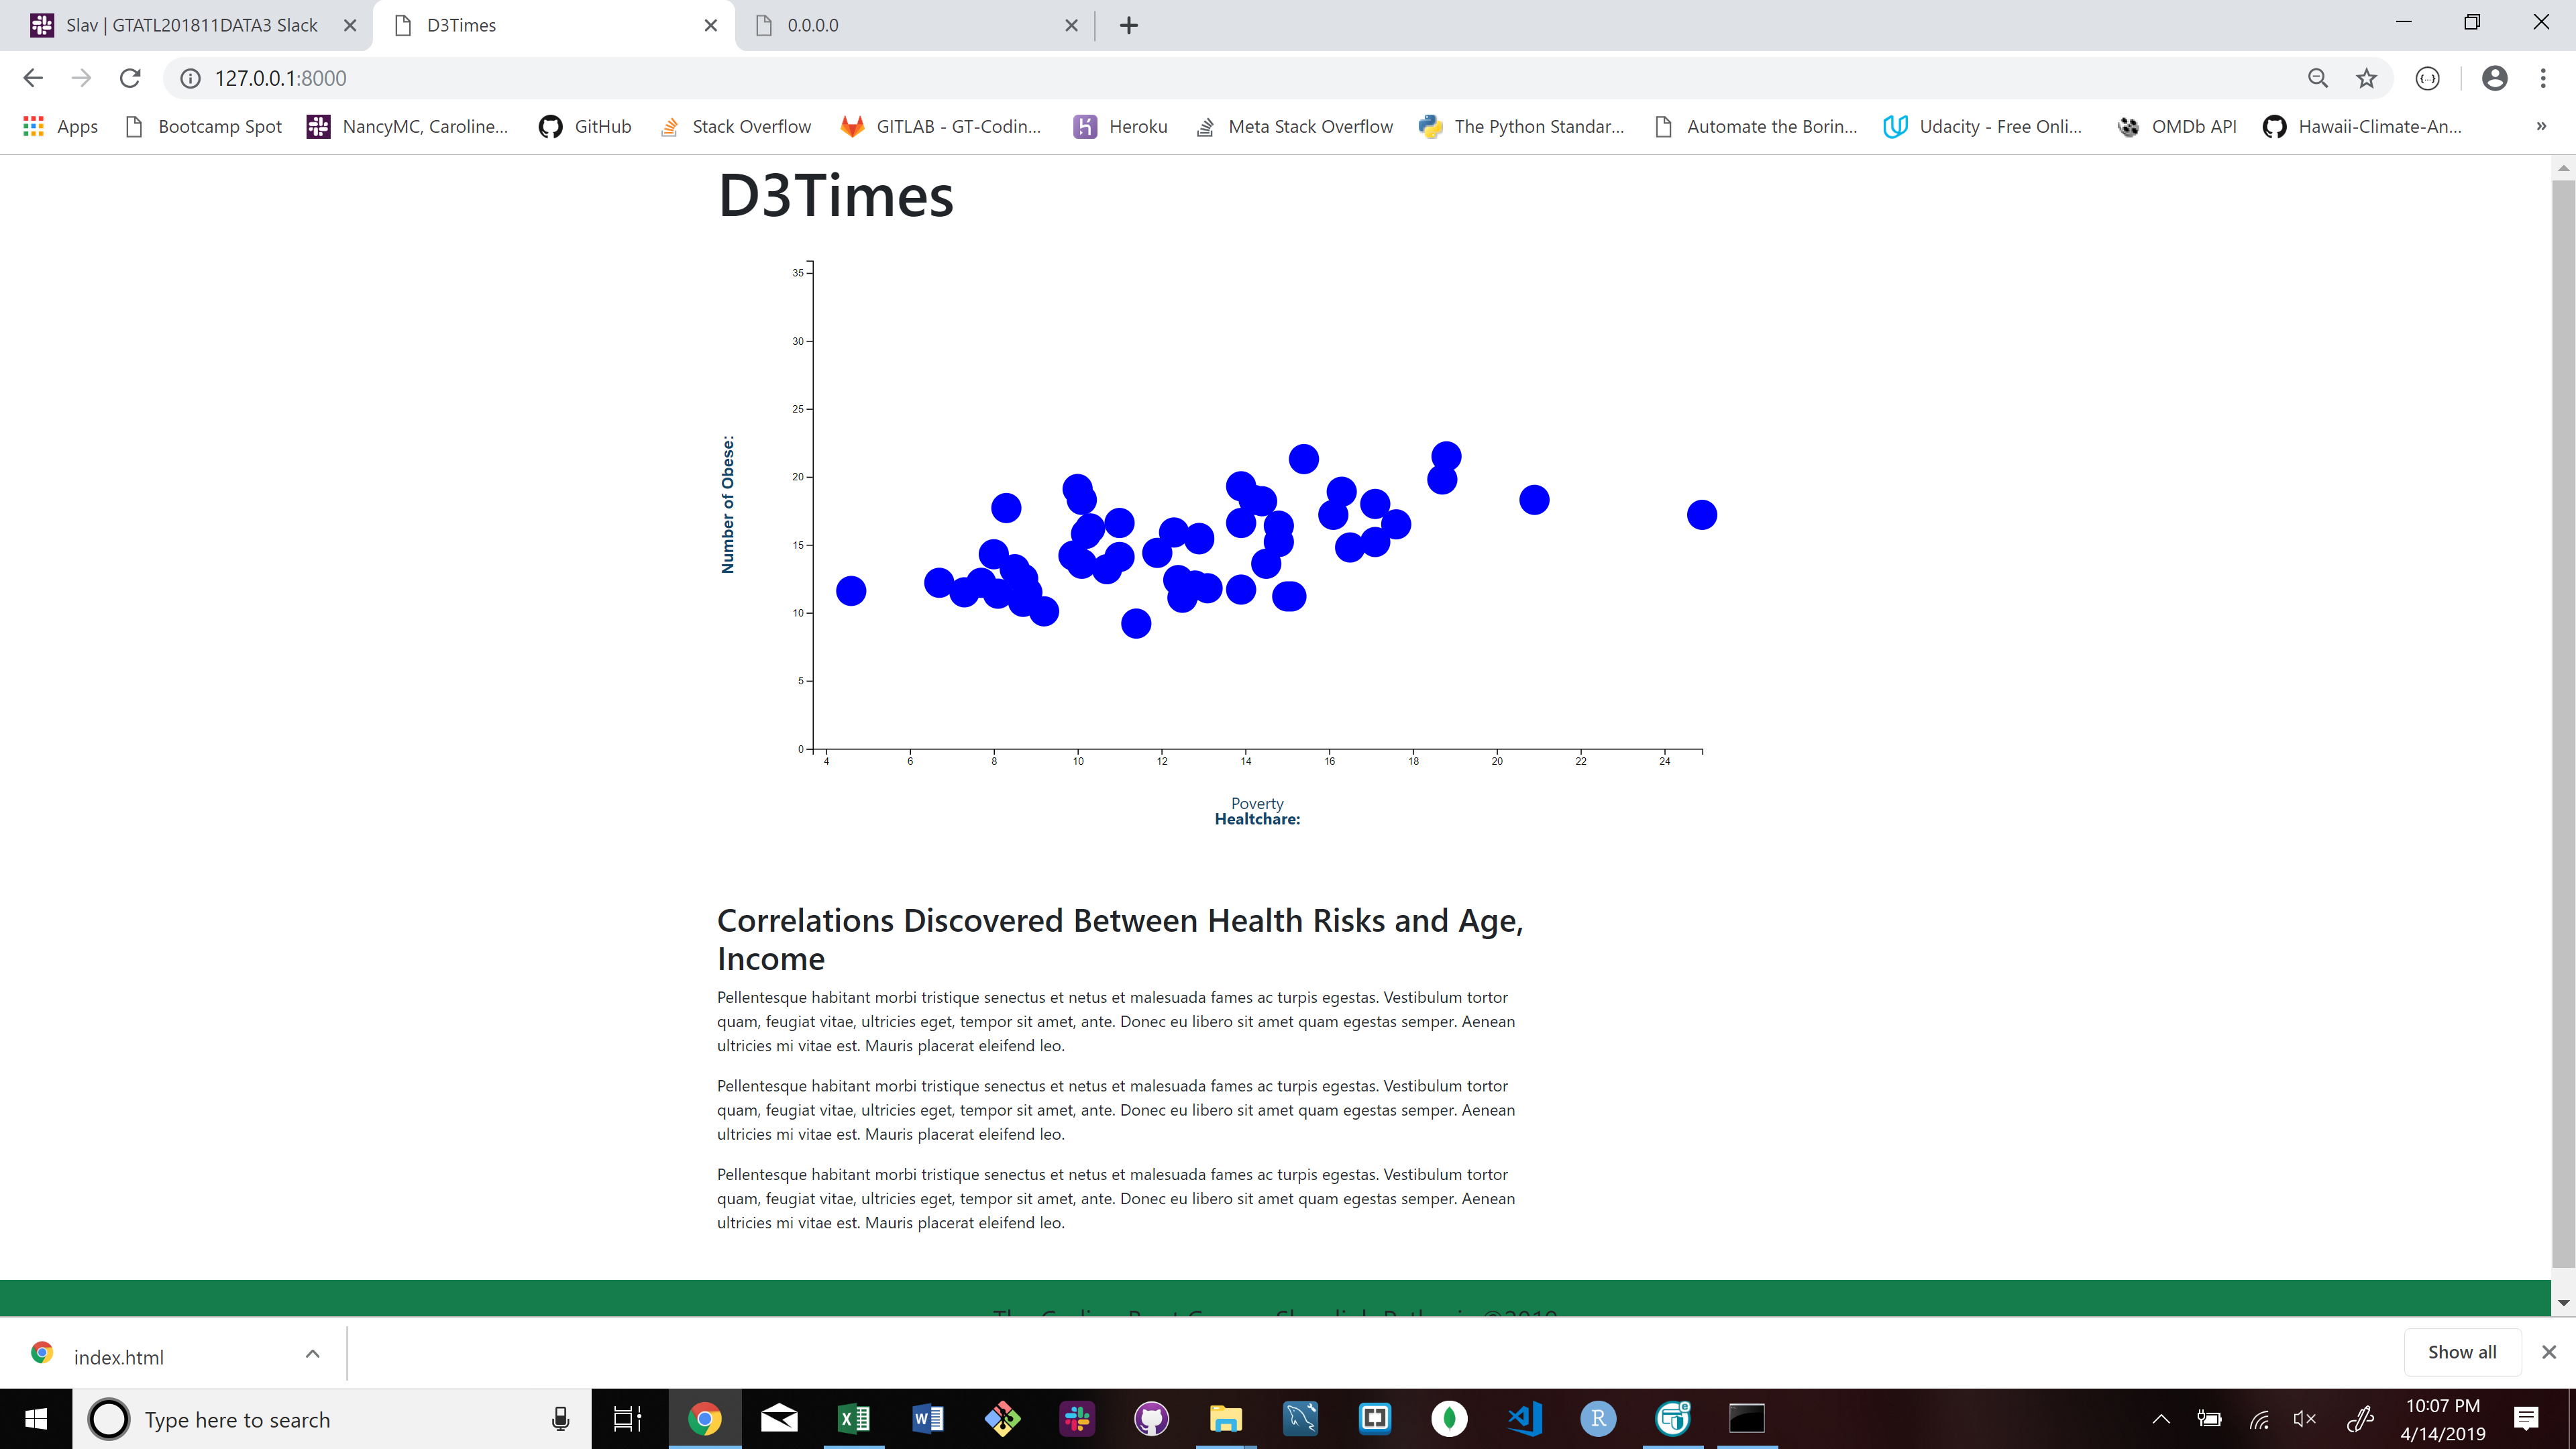 Slav | GTATL201811DATA3 Slack
D3Times
0.0.0.0
127.0.0.1:8000
Apps
Bootcamp Spot
NancyMC, Caroline...
GitHub
Stack Overflow
GITLAB - GT-Codin...
Heroku
Meta Stack Overflow
The Python Standar...
Automate the Borin...
Udacity - Free Onli...
OMDb API
Hawaii-Climate-An...
»
D3Times
35
30
25
20
15
10
5
0
Number of Obese:
4 6 8 10 12 14 16 18 20 22 24
Poverty
Healtchare:
Correlations Discovered Between Health Risks and Age,
Income
Pellentesque habitant morbi tristique senectus et netus et malesuada fames ac turpis egestas. Vestibulum tortor
quam, feugiat vitae, ultricies eget, tempor sit amet, ante. Donec eu libero sit amet quam egestas semper. Aenean
ultricies mi vitae est. Mauris placerat eleifend leo.
Pellentesque habitant morbi tristique senectus et netus et malesuada fames ac turpis egestas. Vestibulum tortor
quam, feugiat vitae, ultricies eget, tempor sit amet, ante. Donec eu libero sit amet quam egestas semper. Aenean
ultricies mi vitae est. Mauris placerat eleifend leo.
Pellentesque habitant morbi tristique senectus et netus et malesuada fames ac turpis egestas. Vestibulum tortor
quam, feugiat vitae, ultricies eget, tempor sit amet, ante. Donec eu libero sit amet quam egestas semper. Aenean
ultricies mi vitae est. Mauris placerat eleifend leo.
index.html
Show all
Type here to search
10:07 PM
4/14/2019